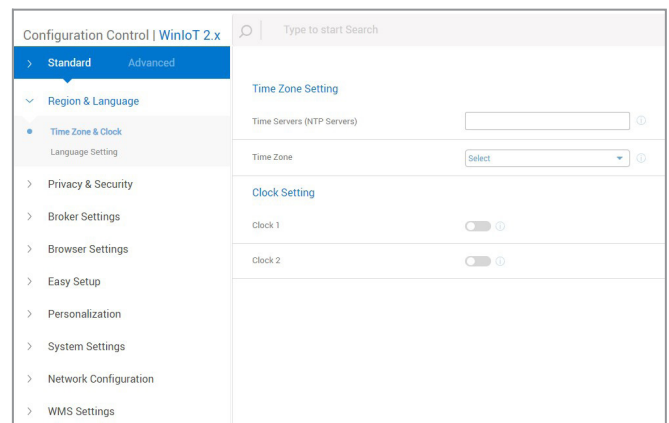 Configuration Control | WinIoT 2.x
Type to start Search
Standard Advanced
Region & Language
Time Zone & Clock
Language Setting
Privacy & Security
Broker Settings
Browser Settings
Easy Setup
Personalization
System Settings
Network Configuration
WMS Settings
Time Zone Setting
Time Servers (NTP Servers)
Time Zone Select
Clock Setting
Clock 1
Clock 2